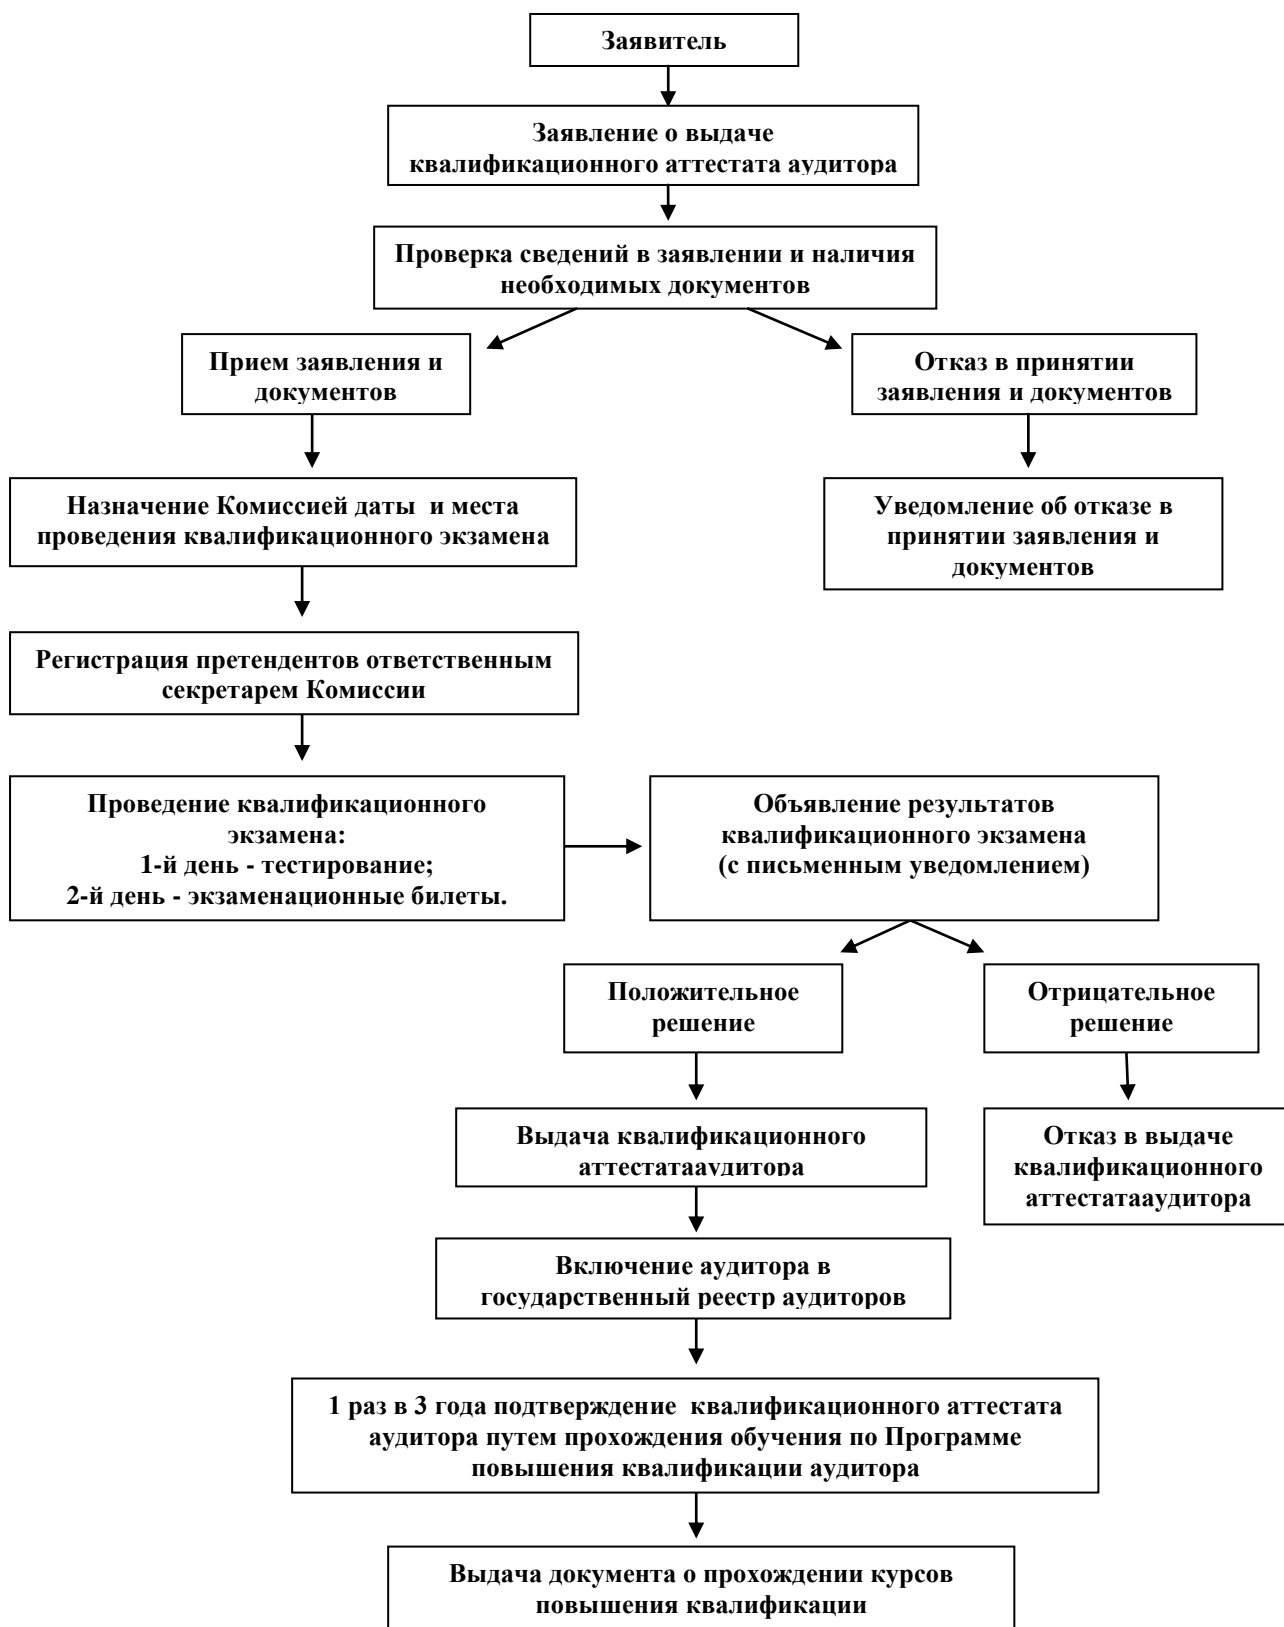 Заявитель
Заявление о выдаче
квалификационного аттестата аудитора
Проверка сведений в заявлении и наличия
необходимых документов
Прием заявления и
документов
Отказ в принятии
заявления и документов
Назначение Комиссией даты  и места
проведения квалификационного экзамена
Уведомление об отказе в
принятии заявления и
документов
Регистрация претендентов ответственным
секретарем Комиссии
Проведение квалификационного
экзамена:
1-й день - тестирование;
2-й день - экзаменационные билеты.
Объявление результатов
квалификационного экзамена
(с письменным уведомлением)
Положительное
решение
Отрицательное
решение
Выдача квалификационного
аттестатааудитора
Отказ в выдаче
квалификационного
аттестатааудитора
Включение аудитора в
государственный реестр аудиторов
1 раз в 3 года подтверждение  квалификационного аттестата
аудитора путем прохождения обучения по Программе
повышения квалификации аудитора
Выдача документа о прохождении курсов
повышения квалификации